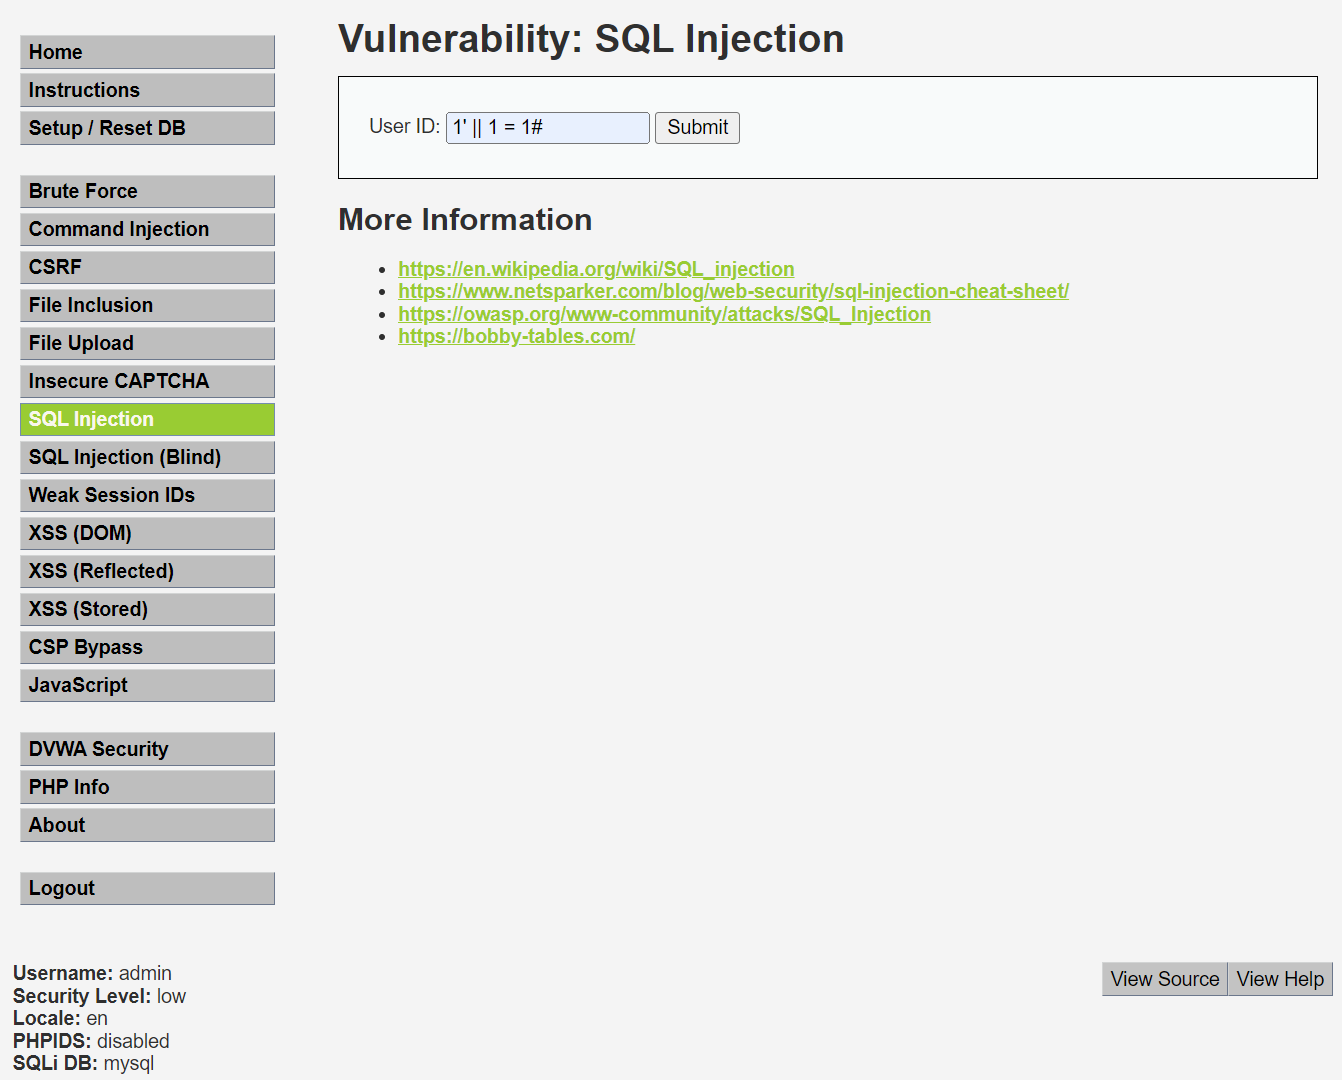 Home
Instructions
Setup / Reset DB
Brute Force
Command Injection
CSRF
File Inclusion
File Upload
Insecure CAPTCHA
SQL Injection
SQL Injection (Blind)
Weak Session IDs
XSS (DOM)
XSS (Reflected)
XSS (Stored)
CSP Bypass
JavaScript
DVWA Security
PHP Info
About
Logout
Vulnerability: SQL Injection
User ID: 1' || 1 = 1# Submit
More Information
https://en.wikipedia.org/wiki/SQL_injection
https://www.netsparker.com/blog/web-security/sql-injection-cheat-sheet/
https://owasp.org/www-community/attacks/SQL_Injection
https://bobby-tables.com/
Username: admin
Security Level: low
Locale: en
PHPIDS: disabled
SQLi DB: mysql
View Source View Help